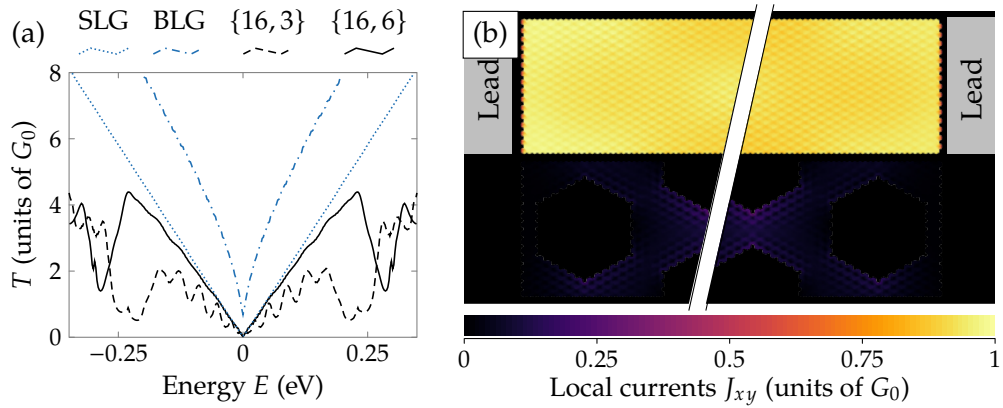 (a) SLG BLG {16, 3} {16, 6}
8
6
4
2
0
T (units of G₀)
−0.25 0 0.25
Energy E (eV)
(b)
Lead
Lead
0 0.25 0.5 0.75 1
Local currents Jxy (units of G₀)